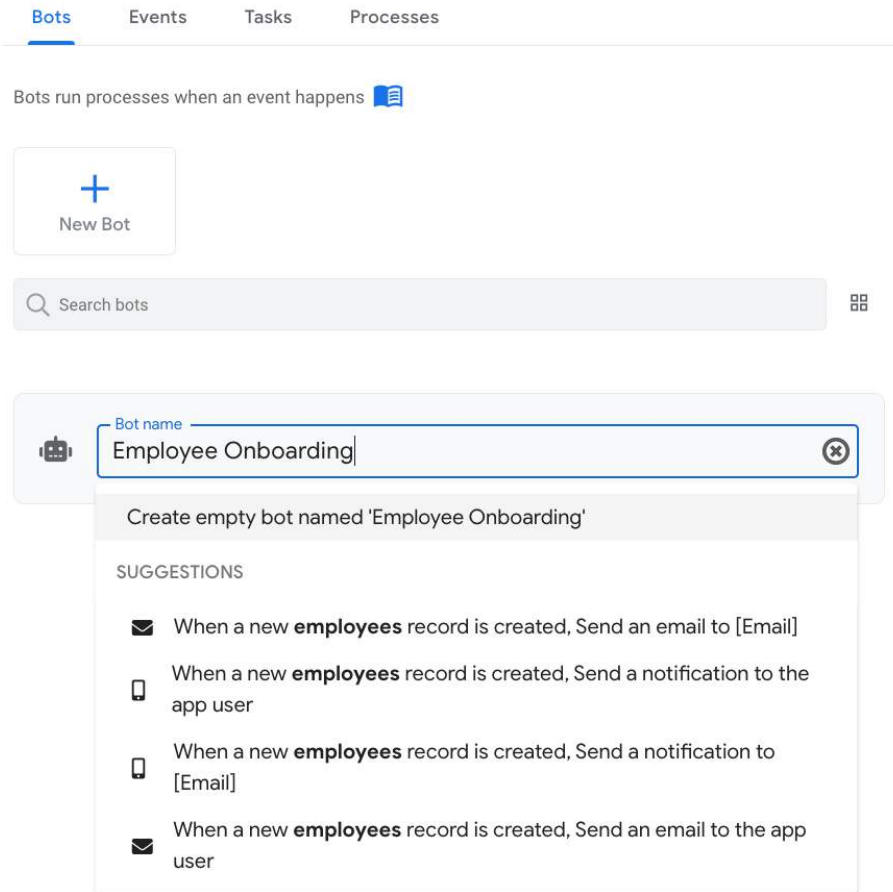 Bots Events Tasks Processes
Bots run processes when an event happens
New Bot
Search bots
Bot name
Employee Onboarding
Create empty bot named 'Employee Onboarding'
SUGGESTIONS
When a new employees record is created, Send an email to [Email]
When a new employees record is created, Send a notification to the
app user
When a new employees record is created, Send a notification to
[Email]
When a new employees record is created, Send an email to the app
user